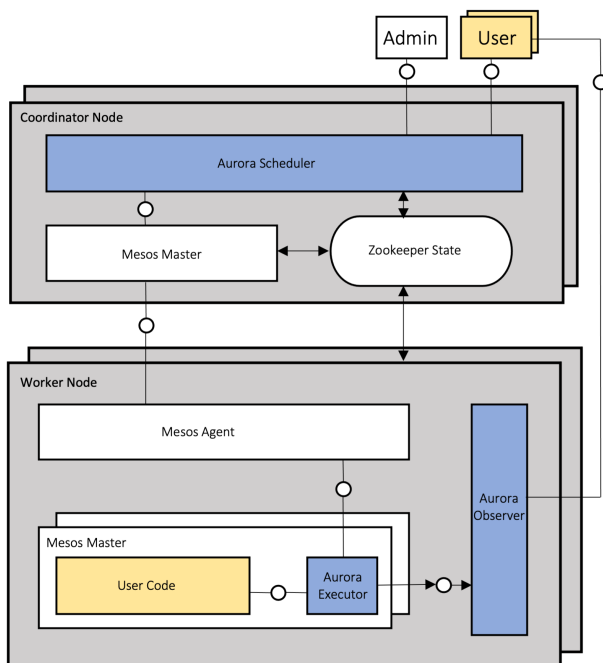 Admin
User
Coordinator Node
Aurora Scheduler
Mesos Master
Zookeeper State
Worker Node
Mesos Agent
Aurora
Observer
Mesos Master
User Code
Aurora
Executor